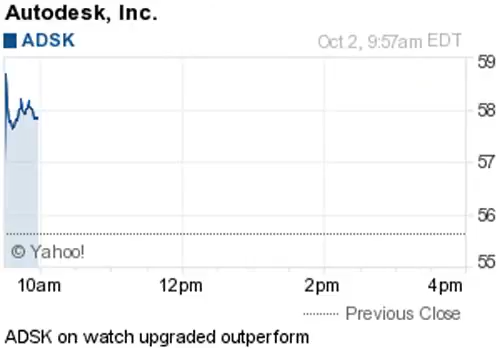 Autodesk, Inc.
ADSK Oct 2, 9:57am EDT
59
58
57
56
55
© Yahoo!
10am 12pm 2pm 4pm
Previous Close
ADSK on watch upgraded outperform